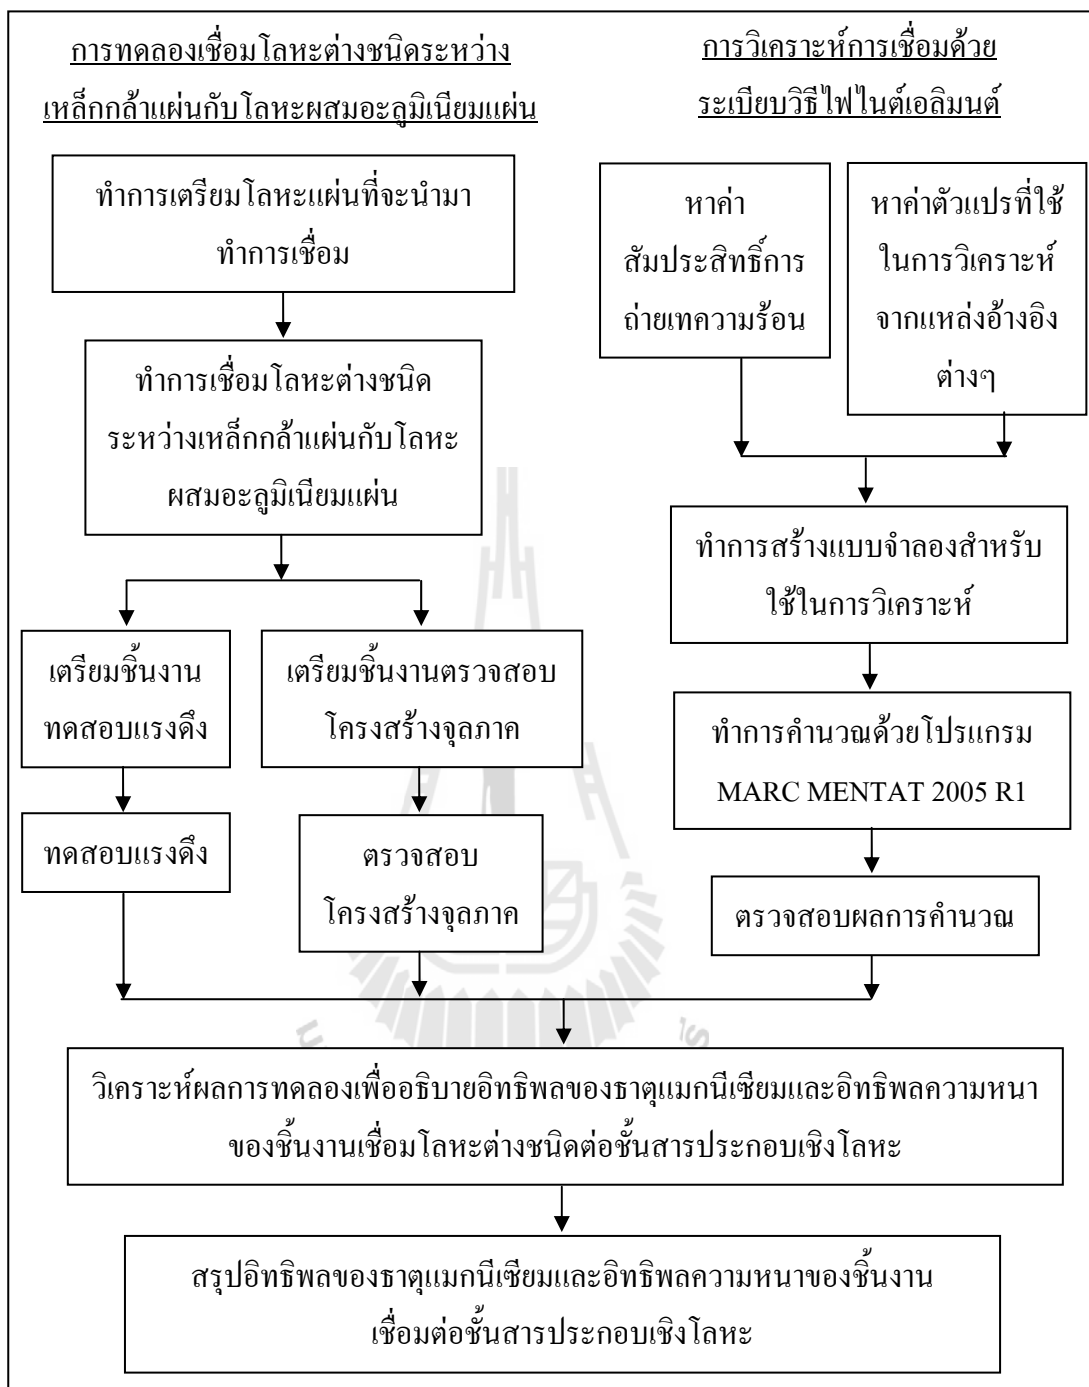 การทดลองเชื่อมโลหะต่างชนิดระหว่าง
เหล็กกล้าแผ่นกับโลหะผสมอะลูมิเนียมแผ่น
ทำการเตรียมโลหะแผ่นที่จะนำมา
ทำการเชื่อม
ทำการเชื่อมโลหะต่างชนิด
ระหว่างเหล็กกล้าแผ่นกับโลหะ
ผสมอะลูมิเนียมแผ่น
เตรียมชิ้นงาน
ทดสอบแรงดึง
ทดสอบแรงดึง
เตรียมชิ้นงานตรวจสอบ
โครงสร้างจุลภาค
ตรวจสอบ
โครงสร้างจุลภาค
การวิเคราะห์การเชื่อมด้วย
ระเบียบวิธีไฟไนต์เอลิมนต์
หาค่า
สัมประสิทธิ์การ
ถ่ายเทความร้อน
หาค่าตัวแปรที่ใช้
ในการวิเคราะห์
จากแหล่งอ้างอิง
ต่างๆ
ทำการสร้างแบบจำลองสำหรับ
ใช้ในการวิเคราะห์
ทำการคำนวณด้วยโปรแกรม
MARC MENTAT 2005 R1
ตรวจสอบผลการคำนวณ
วิเคราะห์ผลการทดลองเพื่ออธิบายอิทธิพลของธาตุแมกนีเซียมและอิทธิพลความหนา
ของชิ้นงานเชื่อมโลหะต่างชนิดต่อชั้นสารประกอบเชิงโลหะ
สรุปอิทธิพลของธาตุแมกนีเซียมและอิทธิพลความหนาของชิ้นงาน
เชื่อมต่อชั้นสารประกอบเชิงโลหะ